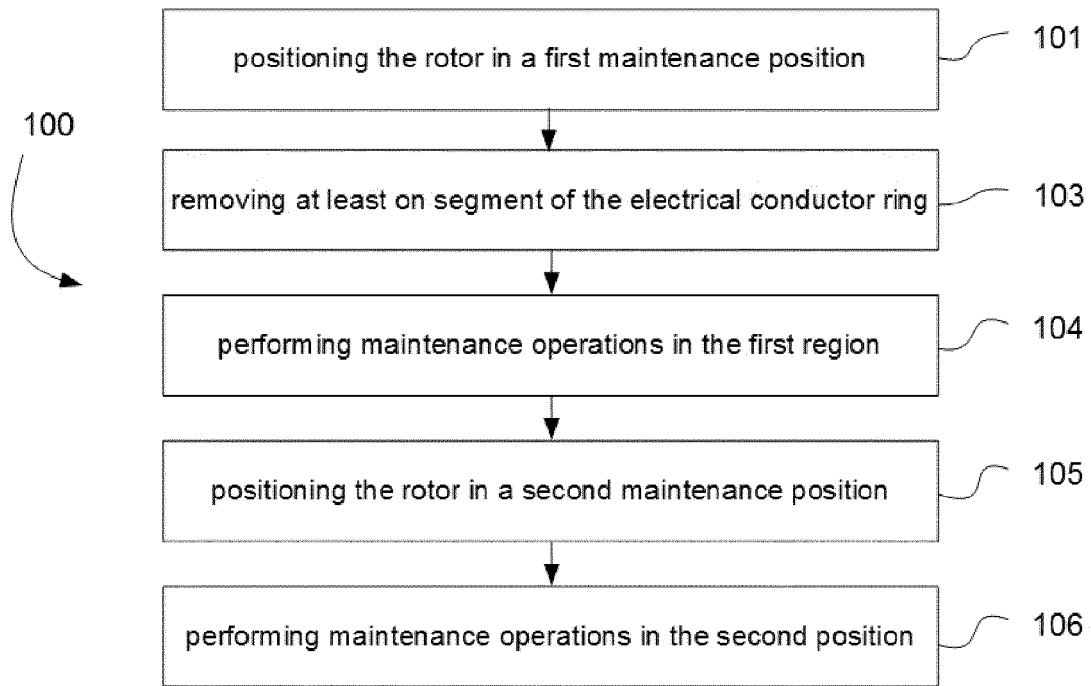 positioning the rotor in a first maintenance position
101
100
removing at least on segment of the electrical conductor ring
103
performing maintenance operations in the first region
104
positioning the rotor in a second maintenance position
105
performing maintenance operations in the second position
106